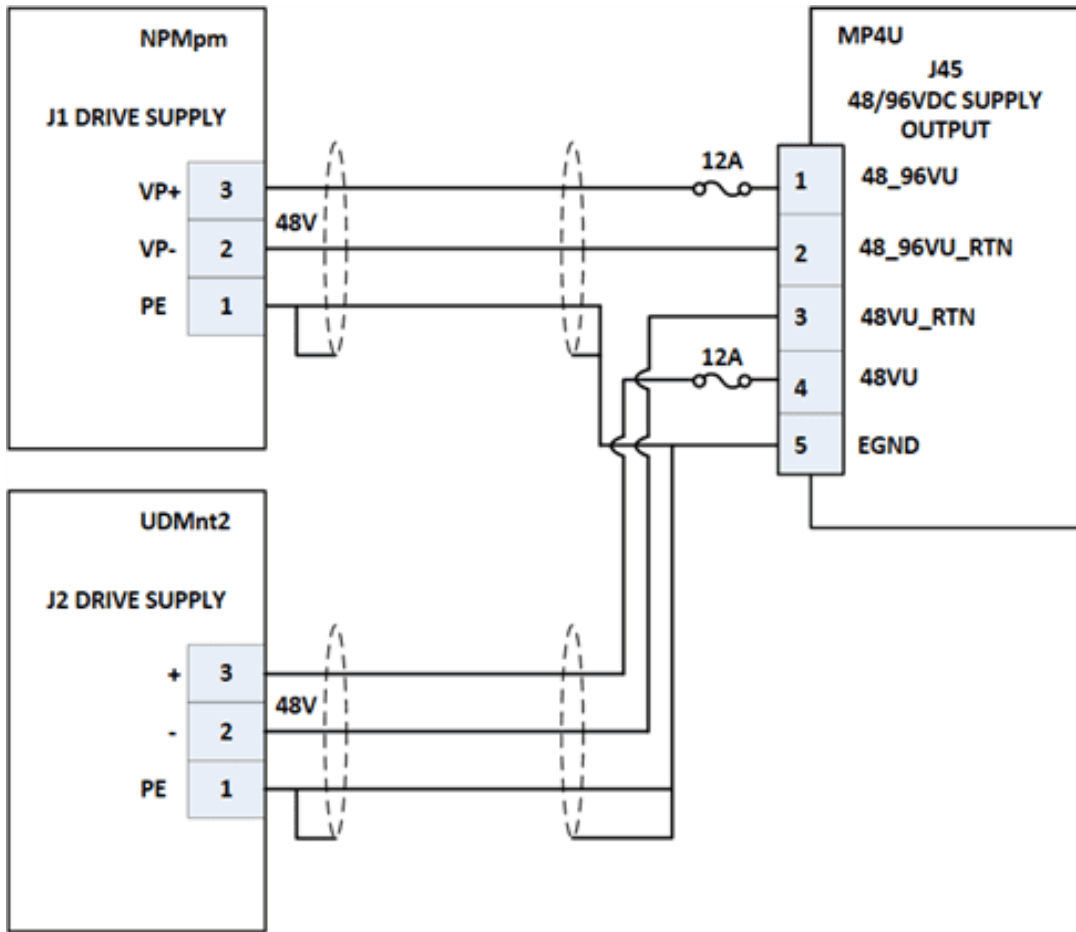 NPMpm
J1 DRIVE SUPPLY
VP+ 3
48V
VP- 2
PE 1
UDMnt2
J2 DRIVE SUPPLY
+ 3
48V
- 2
PE 1
12A
12A
MP4U
J45
48/96VDC SUPPLY
OUTPUT
1 48_96VU
2 48_96VU_RTN
3 48VU_RTN
4 48VU
5 EGND